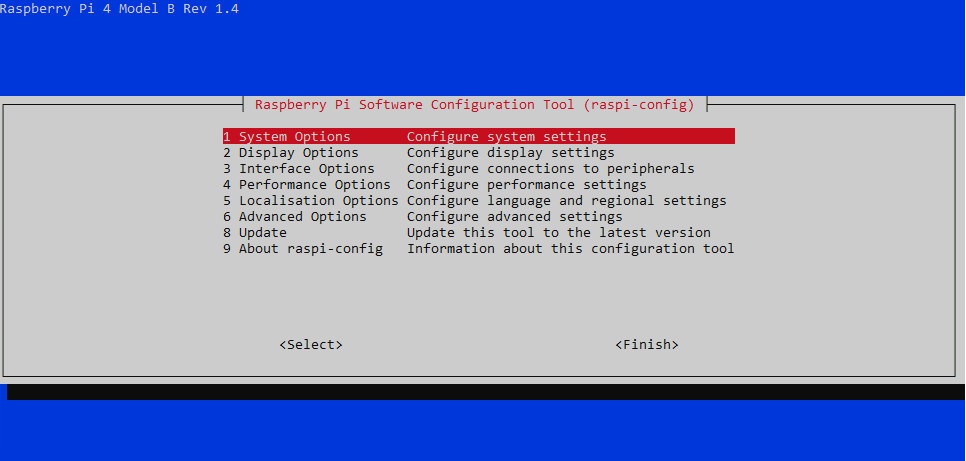 Raspberry Pi 4 Model B Rev 1.4
Raspberry Pi Software Configuration Tool (raspi-config)
1 System Options Configure system settings
2 Display Options Configure display settings
3 Interface Options Configure connections to peripherals
4 Performance Options Configure performance settings
5 Localisation Options Configure language and regional settings
6 Advanced Options Configure advanced settings
8 Update Update this tool to the latest version
9 About raspi-config Information about this configuration tool
<Select> <Finish>